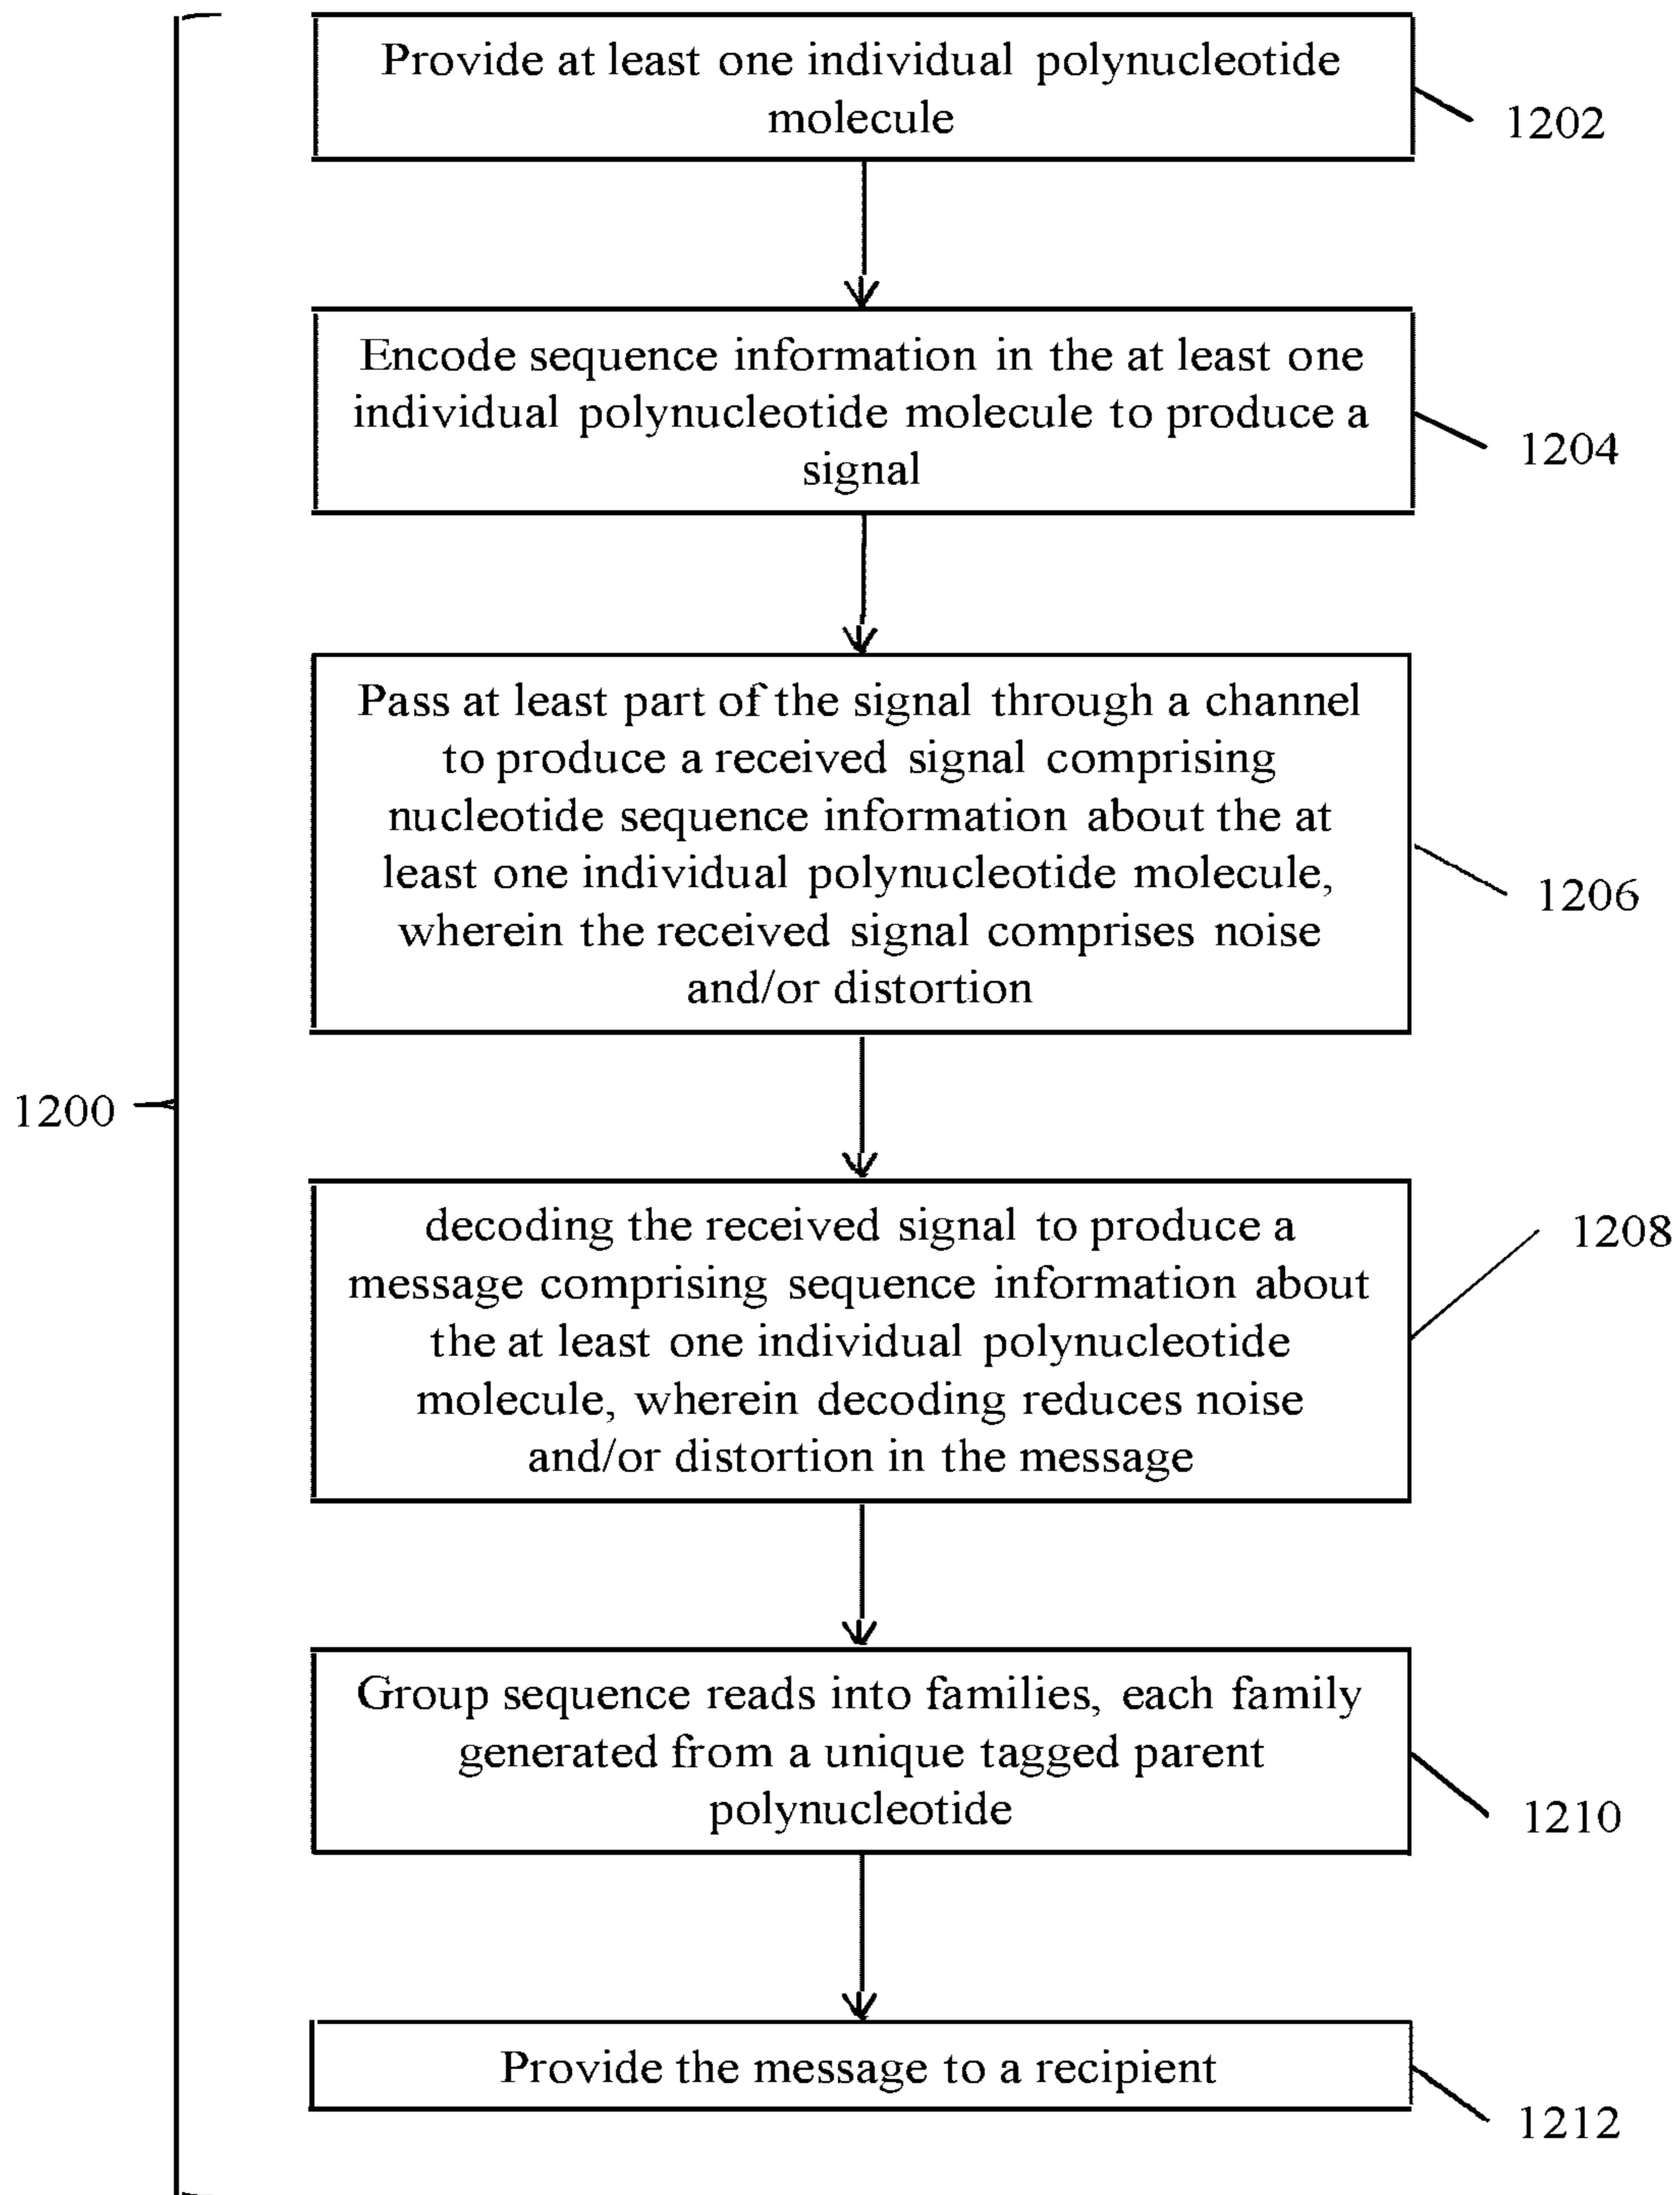 Provide at least one individual polynucleotide
molecule
1202
Encode sequence information in the at least one
individual polynucleotide molecule to produce a
signal
1204
Pass at least part of the signal through a channel
to produce a received signal comprising
nucleotide sequence information about the at
least one individual polynucleotide molecule,
wherein the received signal comprises noise
and/or distortion
1206
1200
decoding the received signal to produce a
message comprising sequence information about
the at least one individual polynucleotide
molecule, wherein decoding reduces noise
and/or distortion in the message
1208
Group sequence reads into families, each family
generated from a unique tagged parent
polynucleotide
1210
Provide the message to a recipient
1212